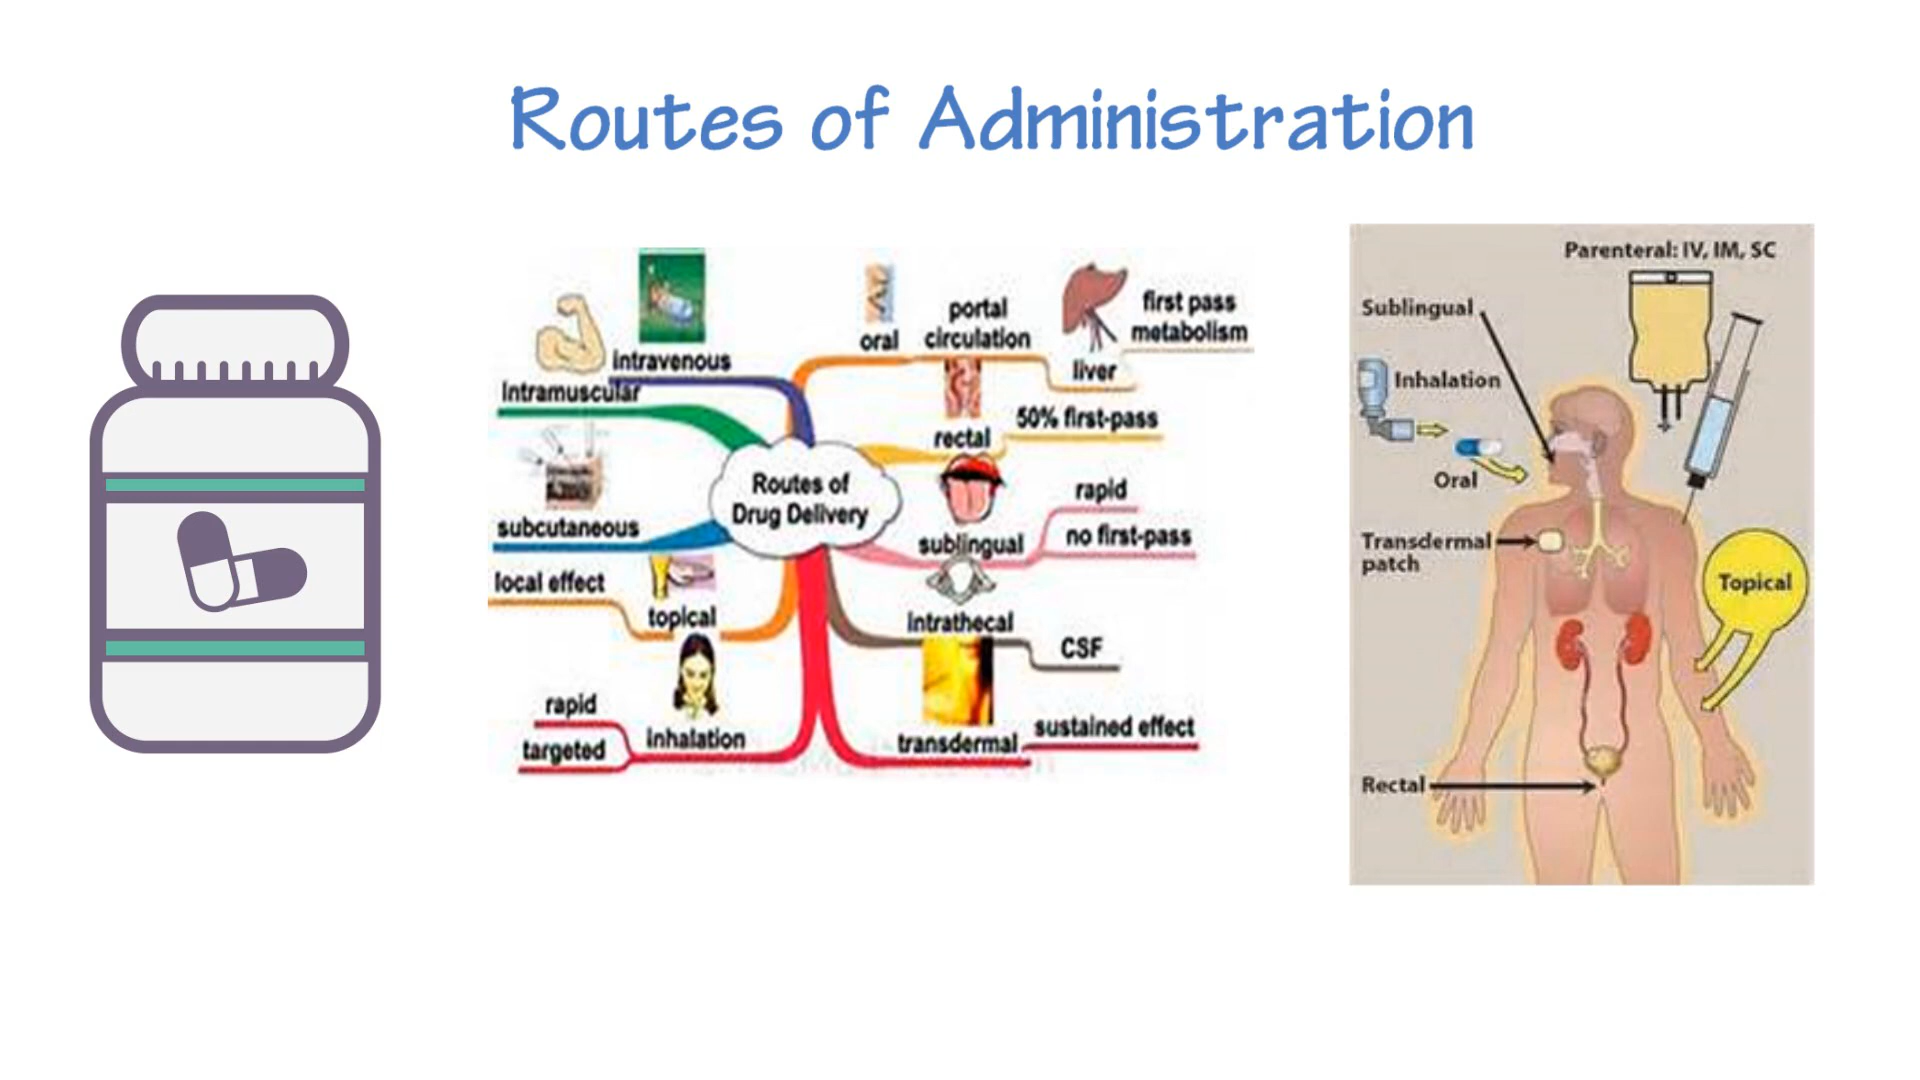 Routes of Administration
intravenous
Intramuscular
subcutaneous
local effect
topical
rapid
targeted
inhalation
Routes of
Drug Delivery
oral
portal
circulation
liver
first pass
metabolism
rectal
50% first-pass
sublingual
rapid
no first-pass
intrathecal
CSF
transdermal
sustained effect
Parenteral: IV, IM, SC
Sublingual
Inhalation
Oral
Transdermal
patch
Topical
Rectal